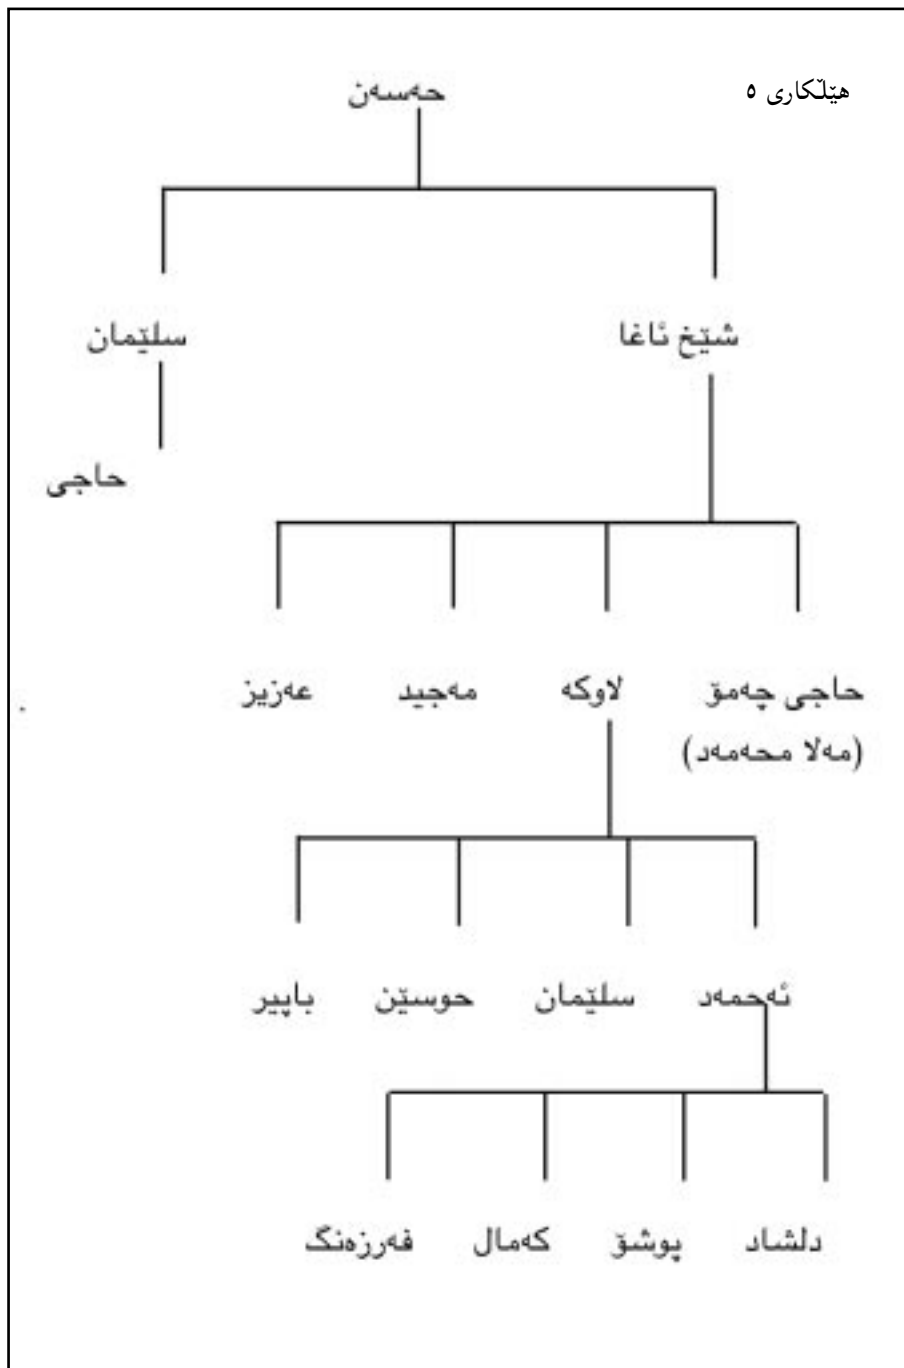 هێڵکاری ٥
حەسەن
شێخ ئاغا سلێمان
حاجی
حاجی چەمۆ لاوکە مەجید عەزیز
(مەلا محەمەد)
ئەحمەد سلێمان حوسێن باپیر
دلشاد پوشۆ کەمال فەرزەنگ